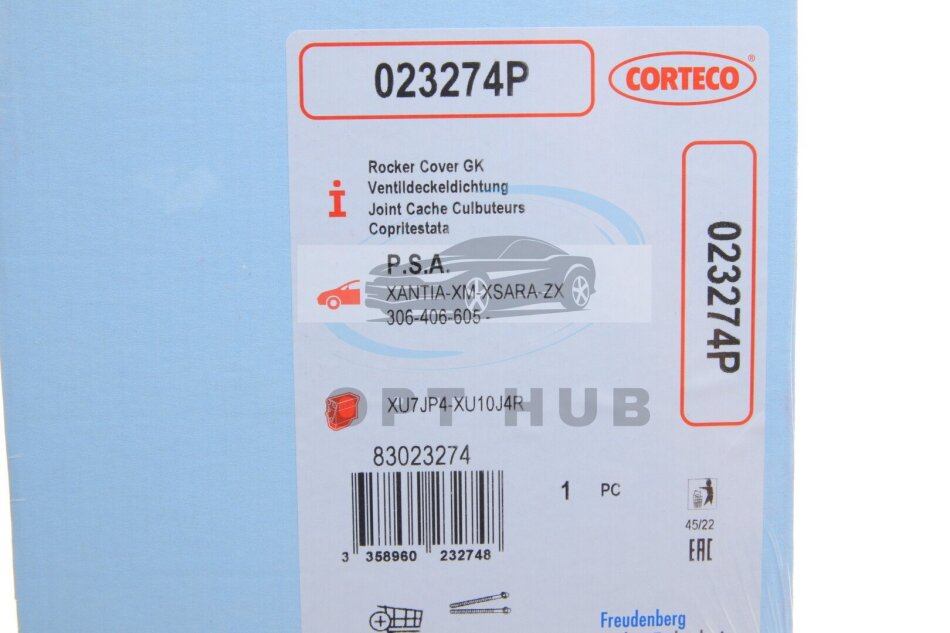 023274P
CORTECO®
Rocker Cover GK
Ventildeckeldichtung
Joint Cache Culbuteurs
Copritestata
023274P
P.S.A.
XANTIA-XM-XSARA-ZX
306-406-605 -
OPT HUB
XU7JP4-XU10J4R
83023274
1 PC
3 358960 232748
45/22
EAC
Freudenberg